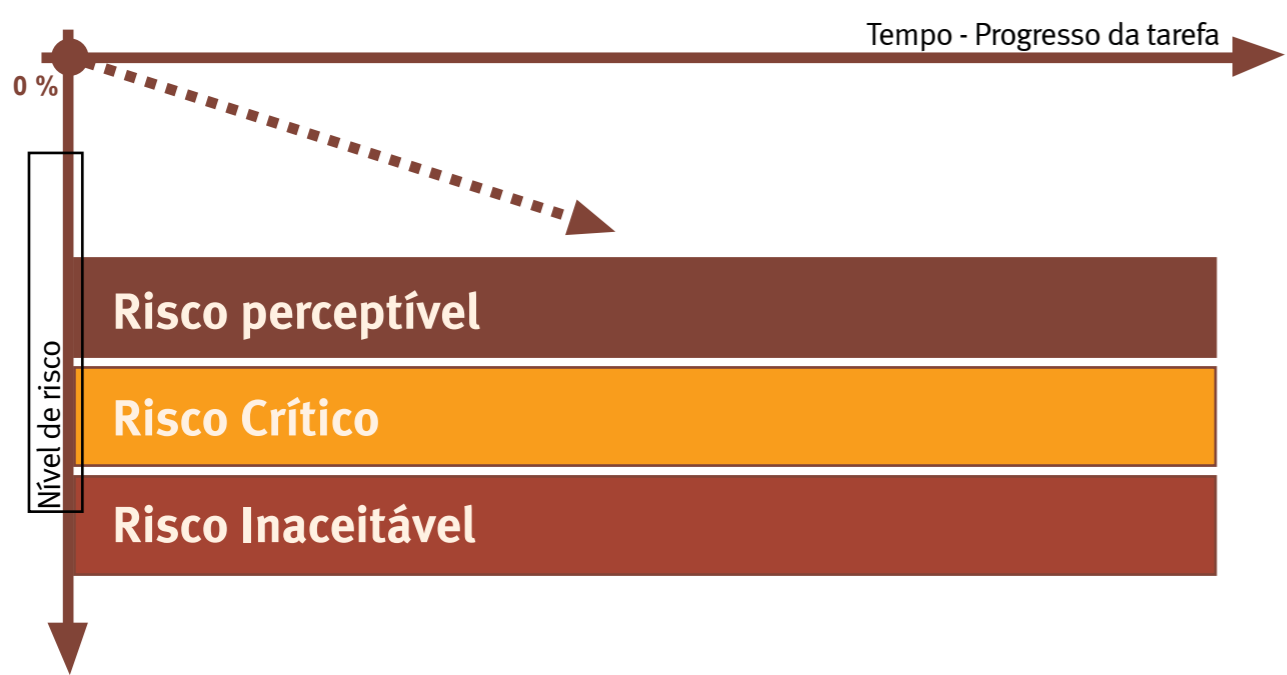 Tempo - Progresso da tarefa
0 %
Nível de risco
Risco perceptível
Risco Crítico
Risco Inaceitável